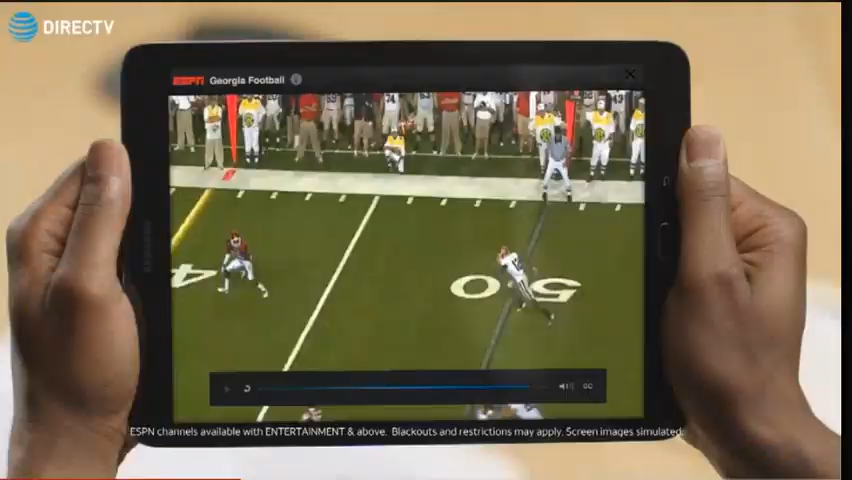 DIRECTV
ESPN Georgia Football
4
50
CC
ESPN channels available with ENTERTAINMENT & above. Blackouts and restrictions may apply. Screen images simulated.